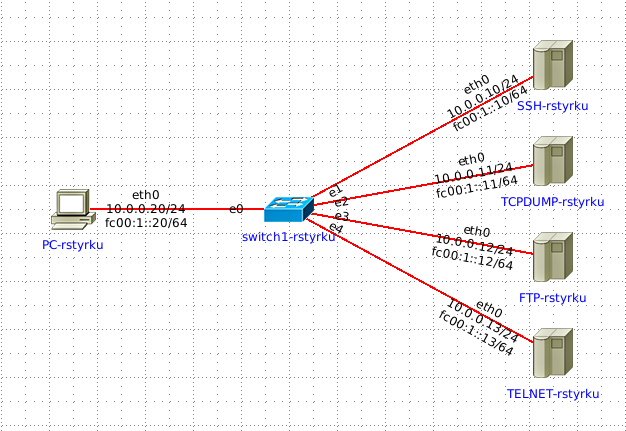 eth0
10.0.0.10/24
fc00:1::10/64
SSH-rstyrku
e1
eth0
10.0.0.11/24
fc00:1::11/64
TCPDUMP-rstyrku
e2
eth0
10.0.0.20/24
fc00:1::20/64
PC-rstyrku
e0
switch1-rstyrku
e3
eth0
10.0.0.12/24
fc00:1::12/64
FTP-rstyrku
e4
eth0
10.0.0.13/24
fc00:1::13/64
TELNET-rstyrku